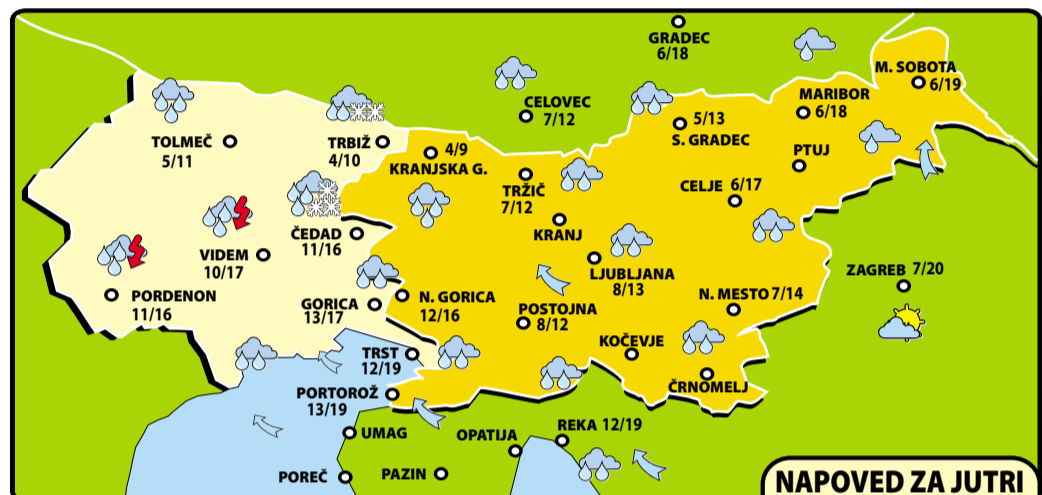 GRADEC
6/18
M. SOBOTA
6/19
MARIBOR
6/18
CELOVEC
7/12
5/13
S. GRADEC
TOLMEČ
5/11
TRBIŽ
4/10
4/9
KRANJSKA G.
PTUJ
TRŽIČ
7/12
CELJE 6/17
KRANJ
ČEDAD
11/16
VIDEM
10/17
LJUBLJANA
8/13
ZAGREB 7/20
PORDENON
11/16
GORICA
13/17
N. GORICA
12/16
POSTOJNA
8/12
N. MESTO 7/14
KOČEVJE
TRST
12/19
ČRNOMELJ
PORTOROŽ
13/19
UMAG
OPATIJA
REKA 12/19
POREČ
PAZIN
NAPOVED ZA JUTRI